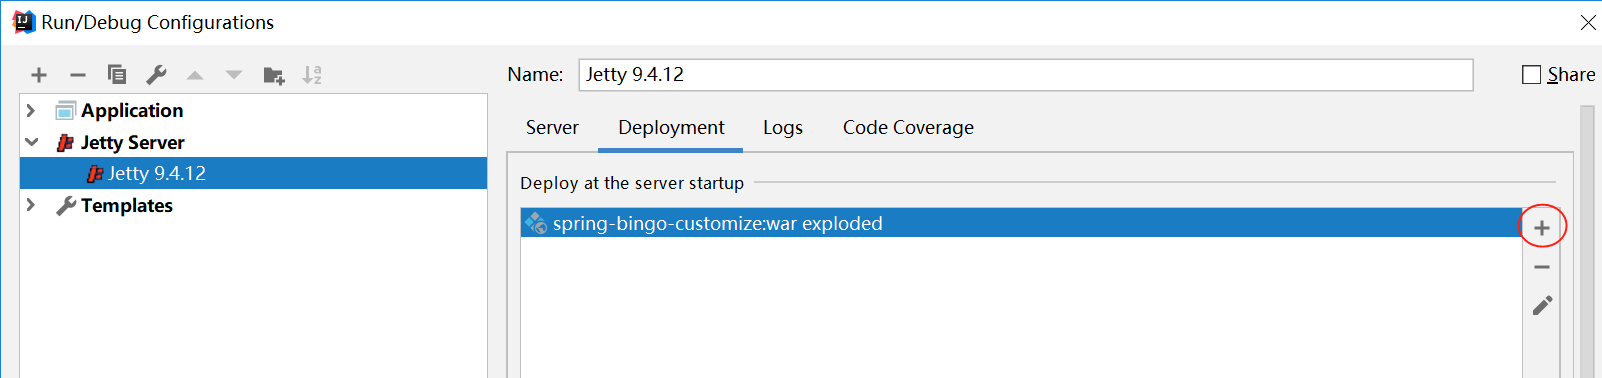 Run/Debug Configurations
Name: Jetty 9.4.12
Share
Application
Jetty Server
Jetty 9.4.12
Templates
Server Deployment Logs Code Coverage
Deploy at the server startup
spring-bingo-customize:war exploded